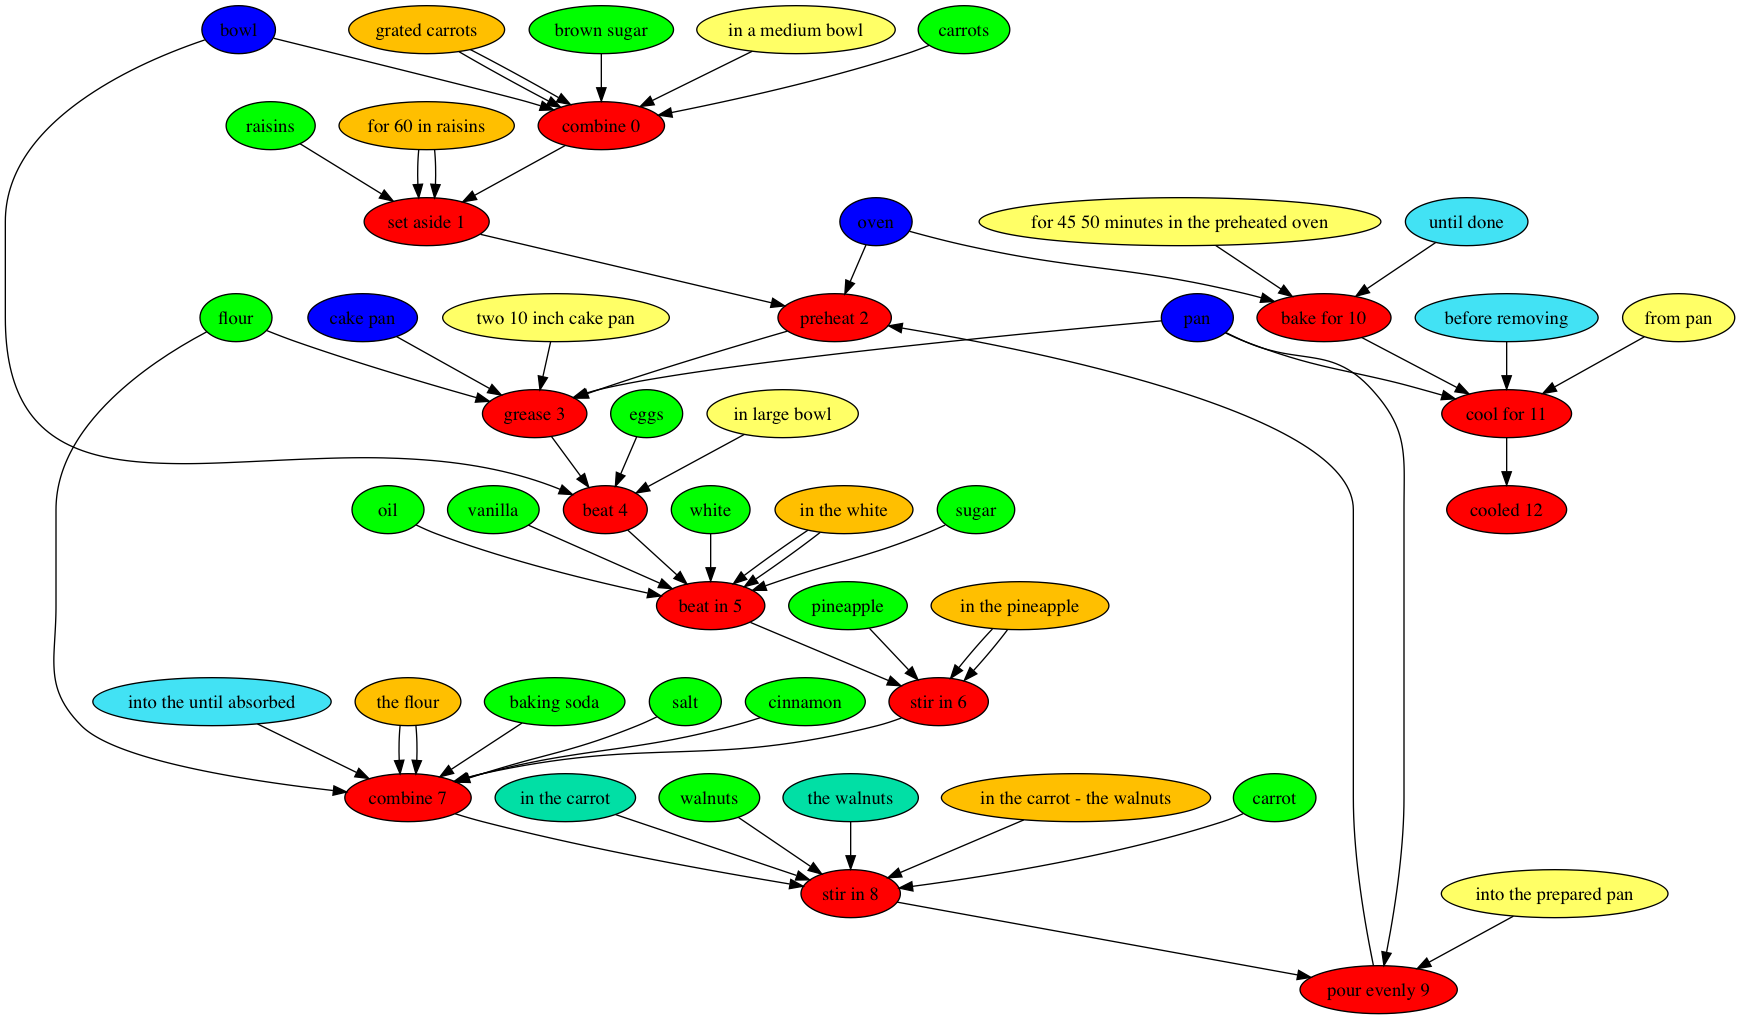 bowl
grated carrots
brown sugar
in a medium bowl
carrots
raisins
for 60 in raisins
combine 0
set aside 1
oven
for 45 50 minutes in the preheated oven
until done
flour
cake pan
two 10 inch cake pan
preheat 2
pan
bake for 10
before removing
from pan
grease 3
eggs
in large bowl
cool for 11
oil
vanilla
beat 4
white
in the white
sugar
cooled 12
beat in 5
pineapple
in the pineapple
into the until absorbed
the flour
baking soda
salt
cinnamon
stir in 6
combine 7
in the carrot
walnuts
the walnuts
in the carrot - the walnuts
carrot
stir in 8
into the prepared pan
pour evenly 9